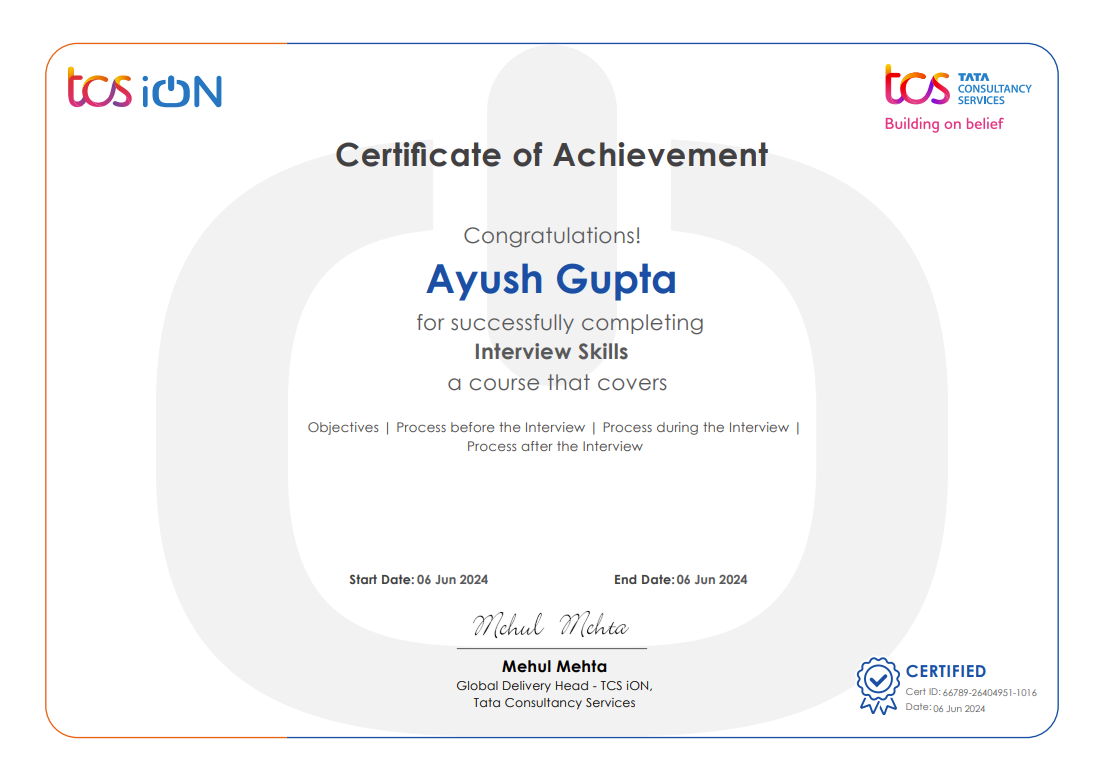 tcs iON
tcs TATA
CONSULTANCY
SERVICES
Building on belief
Certificate of Achievement
Congratulations!
Ayush Gupta
for successfully completing
Interview Skills
a course that covers
Objectives | Process before the Interview | Process during the Interview |
Process after the Interview
Start Date: 06 Jun 2024 End Date: 06 Jun 2024
Mehul Mehta
Mehul Mehta
Global Delivery Head - TCS iON,
Tata Consultancy Services
CERTIFIED
Cert ID: 66789-26404951-1016
Date: 06 Jun 2024